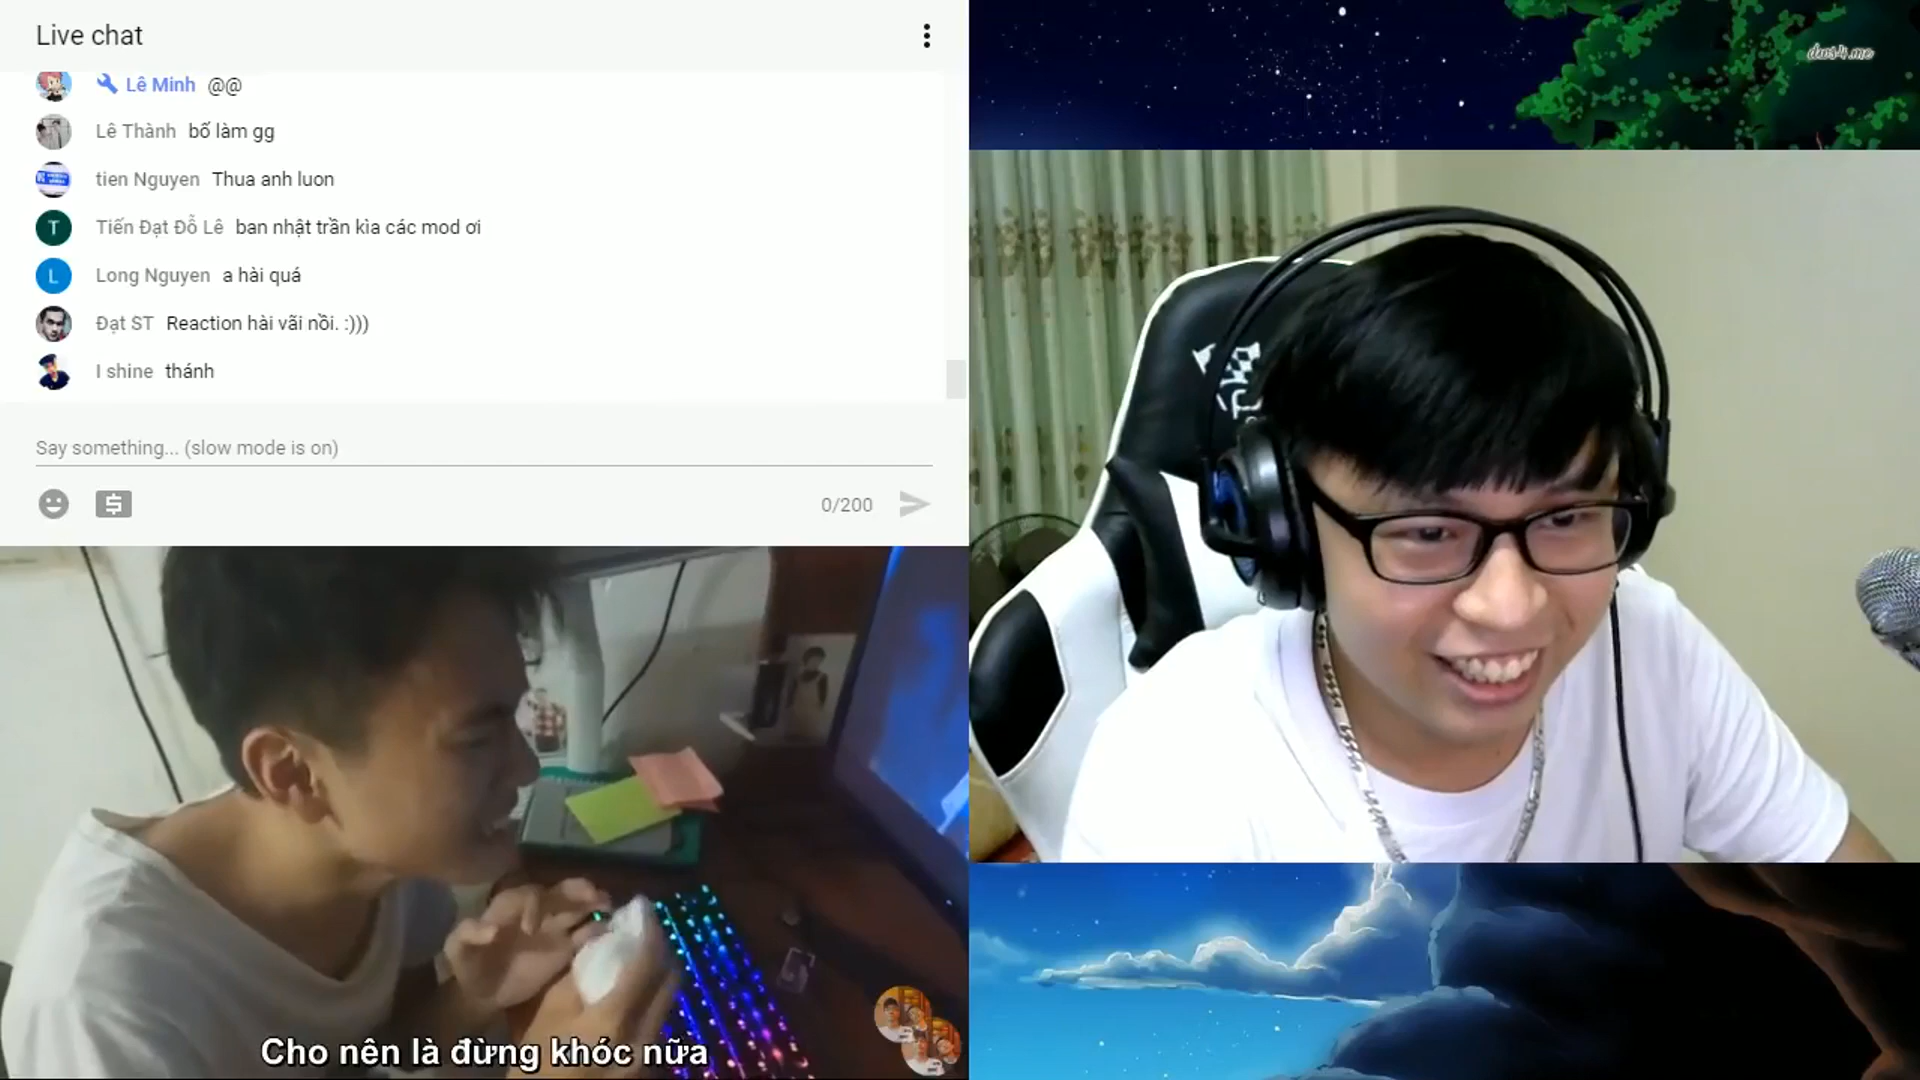 Live chat
Lê Minh @@
Lê Thành bố làm gg
tien Nguyen Thua anh luon
T Tiến Đạt Đỗ Lê ban nhật trần kìa các mod ơi
L Long Nguyen a hài quá
Đạt ST Reaction hài vãi nồi. :)))
I shine thánh
Say something... (slow mode is on)
0/200
Cho nên là đừng khóc nữa